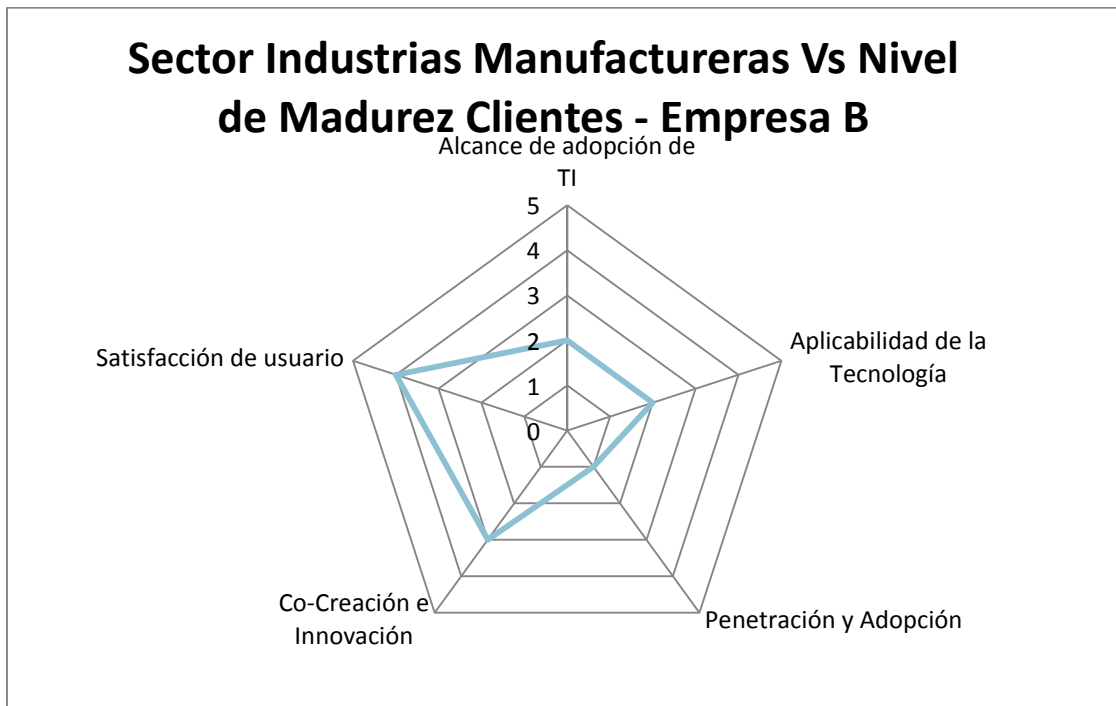 Sector Industrias Manufactureras Vs Nivel
de Madurez Clientes - Empresa B
Alcance de adopción de
TI
5
4
3
2
1
0
Aplicabilidad de la
Tecnología
Satisfacción de usuario
Co-Creación e
Innovación
Penetración y Adopción